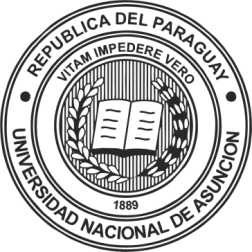 REPUBLICA DEL PARAGUAY
VITAM IMPEDERE VERO
1889
UNIVERSIDAD NACIONAL DE ASUNCION